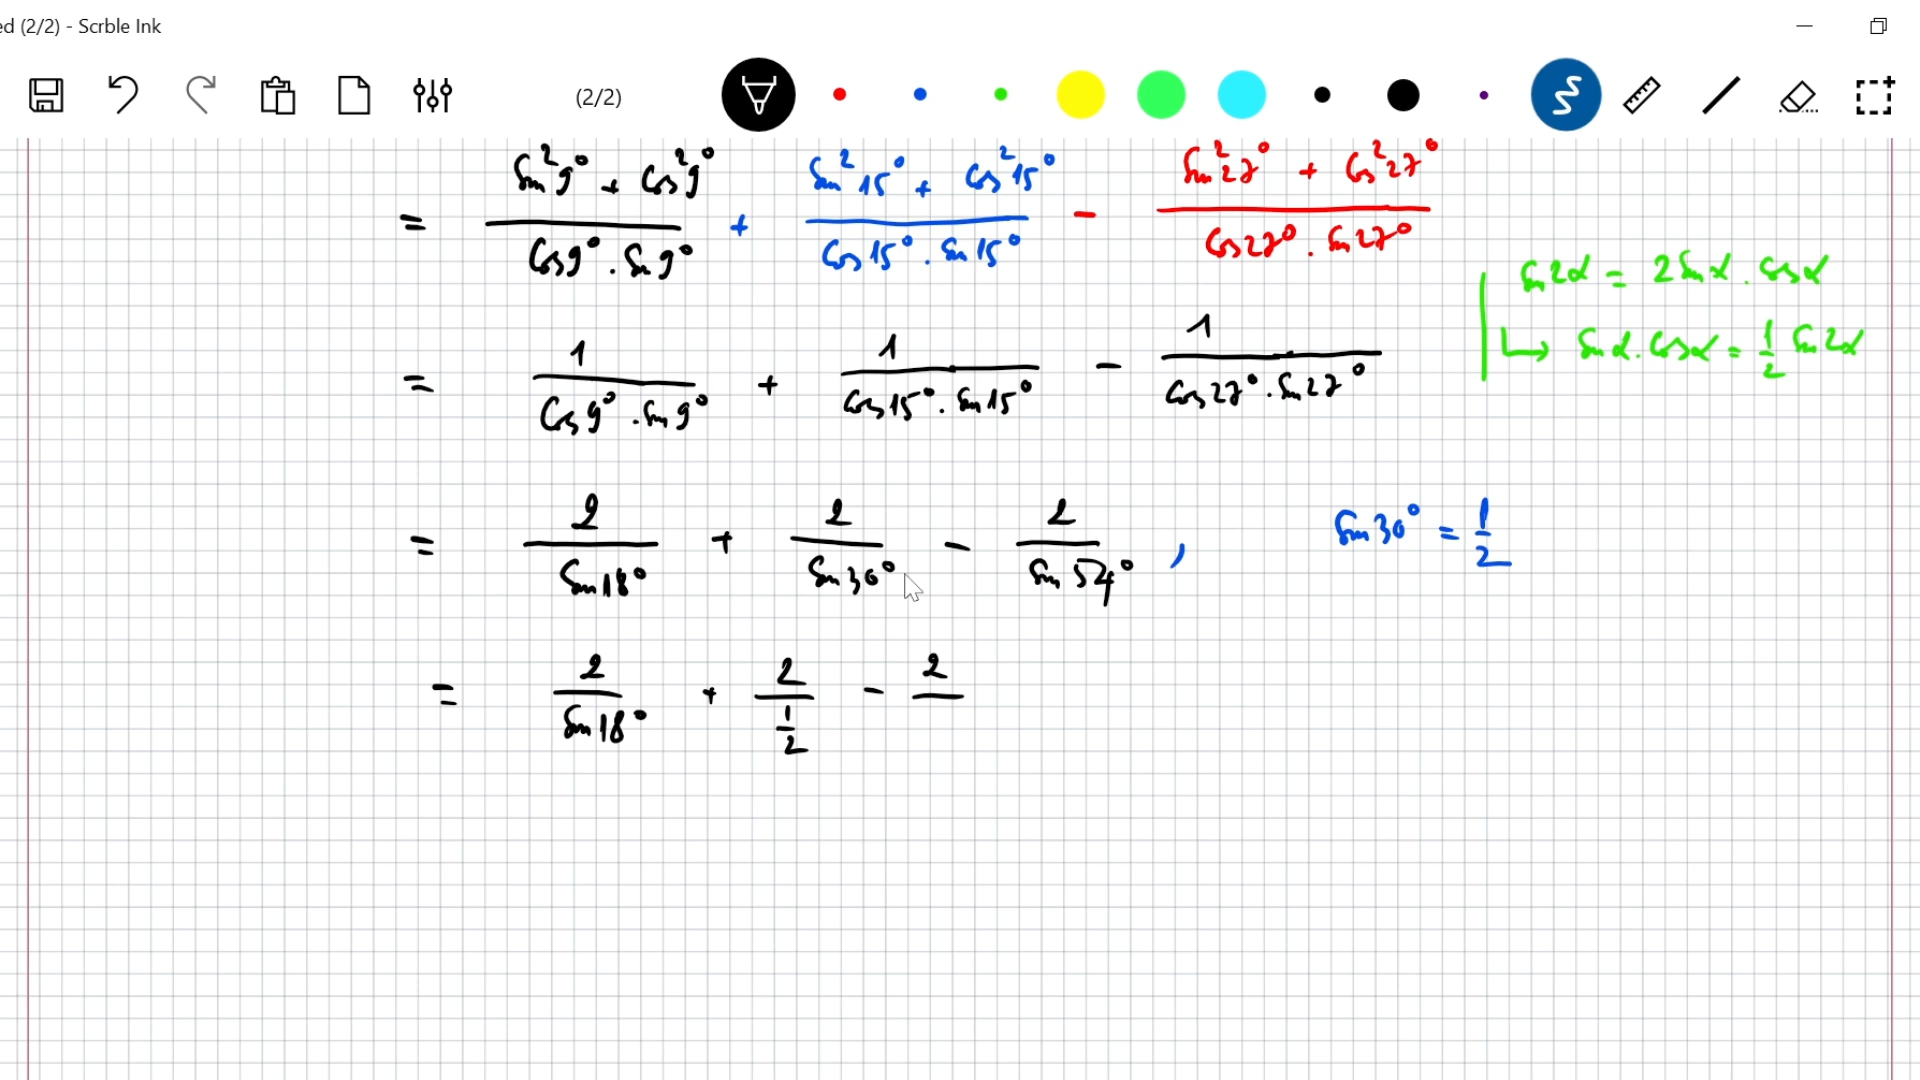 ed (2/2) - Scrble Ink
(2/2)
= (sin²9° + cos²9°)/(cos9° . sin9°) + (sin²15° + cos²15°)/(cos15° . sin15°) - (sin²27° + cos²27°)/(cos27° . sin27°)
sin2α = 2sinα . cosα
↳ sinα . cosα = 1/2 sin2α
= 1/(cos9° . sin9°) + 1/(cos15° . sin15°) - 1/(cos27° . sin27°)
= 2/sin18° + 2/sin30° - 2/sin54° , sin30° = 1/2
= 2/sin18° + 2/(1/2) - 2/